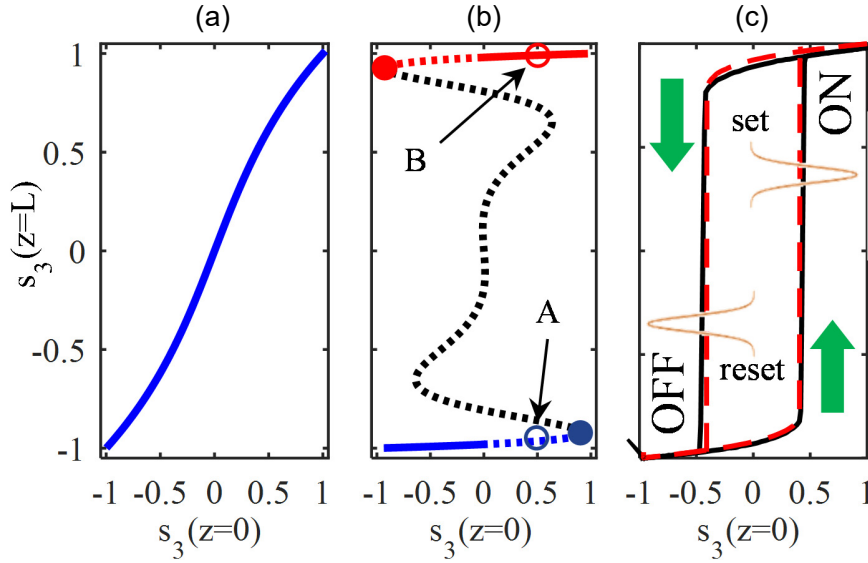 (a)
(b)
(c)
s3(z=L)
1
0.5
0
-0.5
-1
-1 -0.5 0 0.5 1
s3(z=0)
B
A
-1 -0.5 0 0.5 1
s3(z=0)
set
ON
OFF
reset
-1 -0.5 0 0.5 1
s3(z=0)